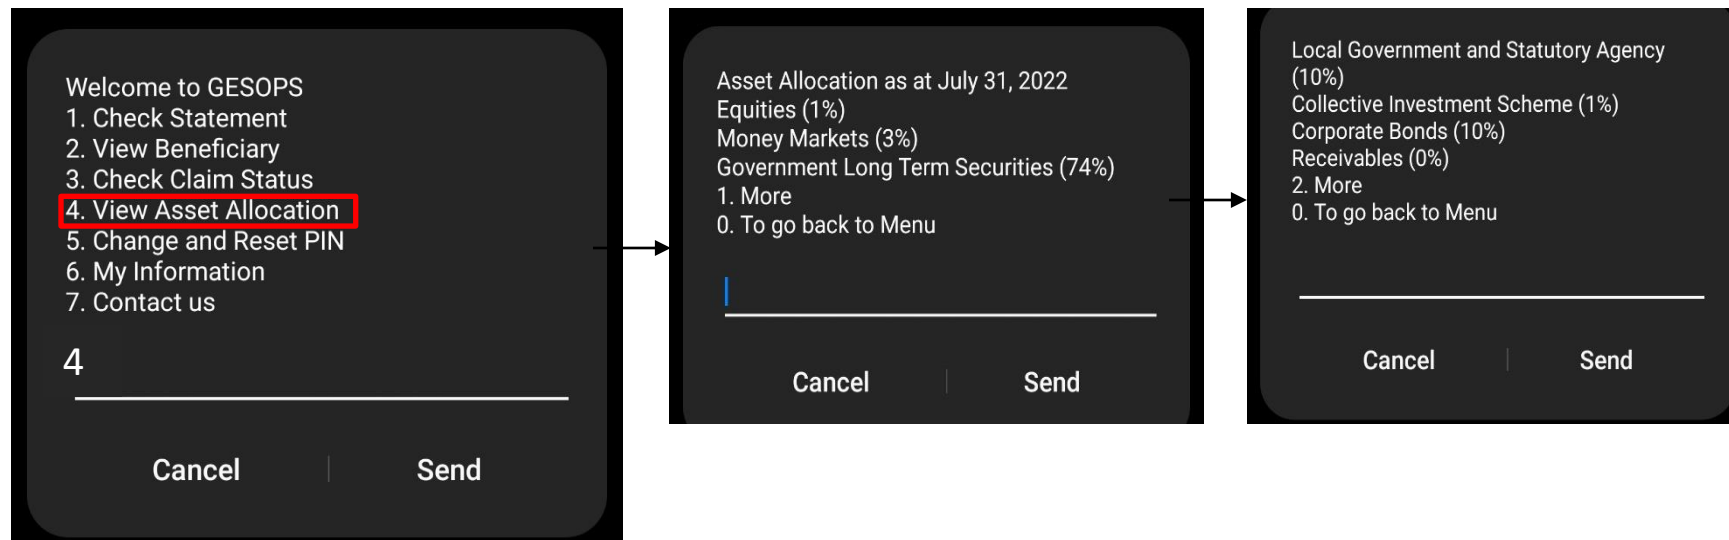 Welcome to GESOPS
1. Check Statement
2. View Beneficiary
3. Check Claim Status
4. View Asset Allocation
5. Change and Reset PIN
6. My Information
7. Contact us
4
Cancel
Send
Asset Allocation as at July 31, 2022
Equities (1%)
Money Markets (3%)
Government Long Term Securities (74%)
1. More
0. To go back to Menu
Cancel
Send
Local Government and Statutory Agency
(10%)
Collective Investment Scheme (1%)
Corporate Bonds (10%)
Receivables (0%)
2. More
0. To go back to Menu
Cancel
Send